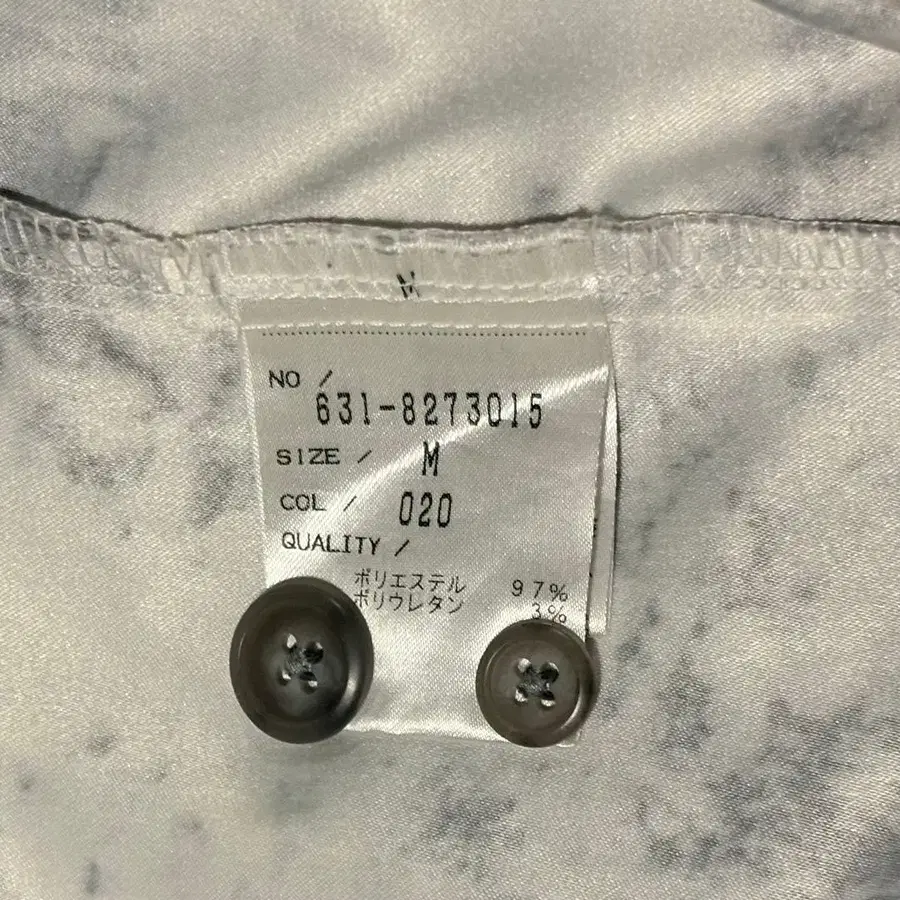 M
NO /
631-8273015
SIZE / M
COL / 020
QUALITY /
ポリエステル 97%
ポリウレタン 3%